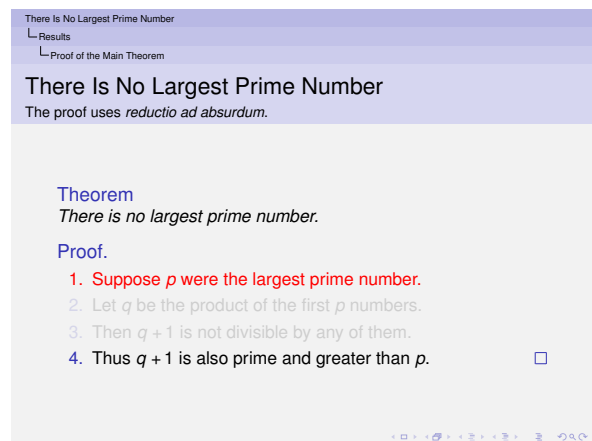 There Is No Largest Prime Number
Results
Proof of the Main Theorem
There Is No Largest Prime Number
The proof uses reductio ad absurdum.
Theorem
There is no largest prime number.
Proof.
1. Suppose p were the largest prime number.
2. Let q be the product of the first p numbers.
3. Then q + 1 is not divisible by any of them.
4. Thus q + 1 is also prime and greater than p. □